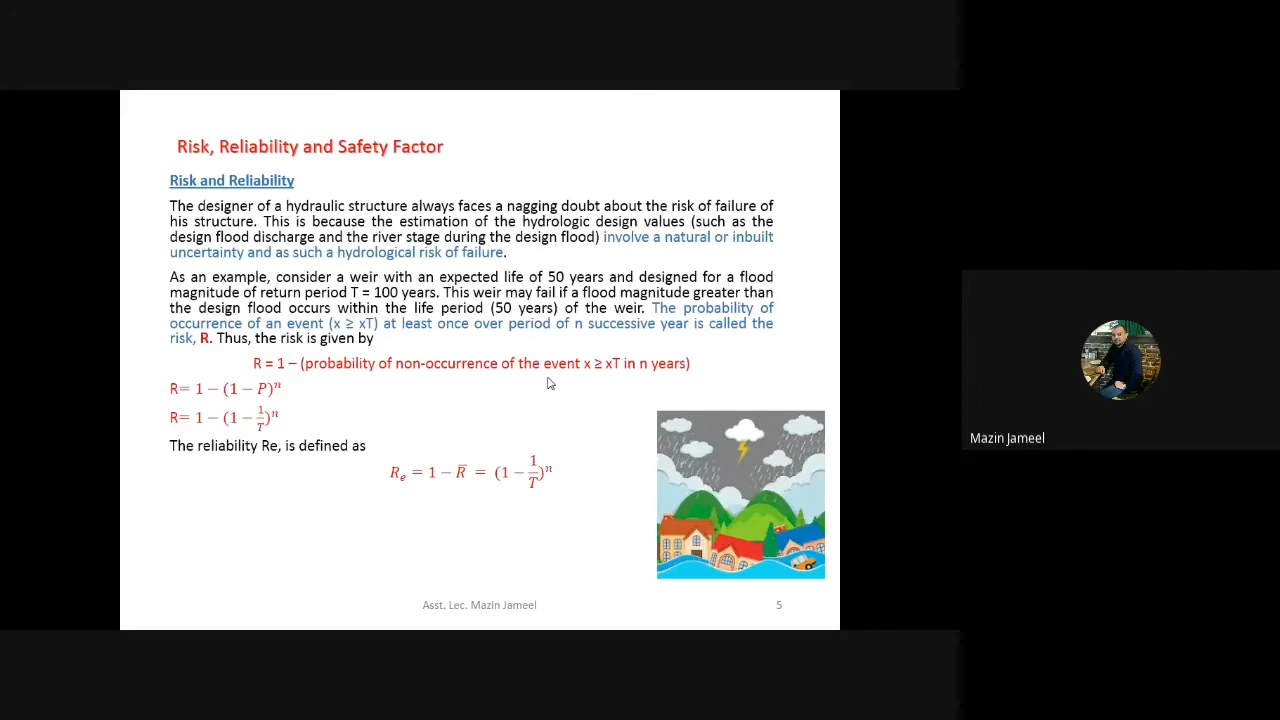 Risk, Reliability and Safety Factor
Risk and Reliability
The designer of a hydraulic structure always faces a nagging doubt about the risk of failure of
his structure. This is because the estimation of the hydrologic design values (such as the
design flood discharge and the river stage during the design flood) involve a natural or inbuilt
uncertainty and as such a hydrological risk of failure.
As an example, consider a weir with an expected life of 50 years and designed for a flood
magnitude of return period T = 100 years. This weir may fail if a flood magnitude greater than
the design flood occurs within the life period (50 years) of the weir. The probability of
occurrence of an event (x ≥ xT) at least once over period of n successive year is called the
risk, R. Thus, the risk is given by
R = 1 – (probability of non-occurrence of the event x ≥ xT in n years)
R= 1 − (1 − P)^n
R= 1 − (1 − 1/T)^n
The reliability Re, is defined as
R_e = 1 − R̅ = (1 − 1/T)^n
Asst. Lec. Mazin Jameel
5
Mazin Jameel